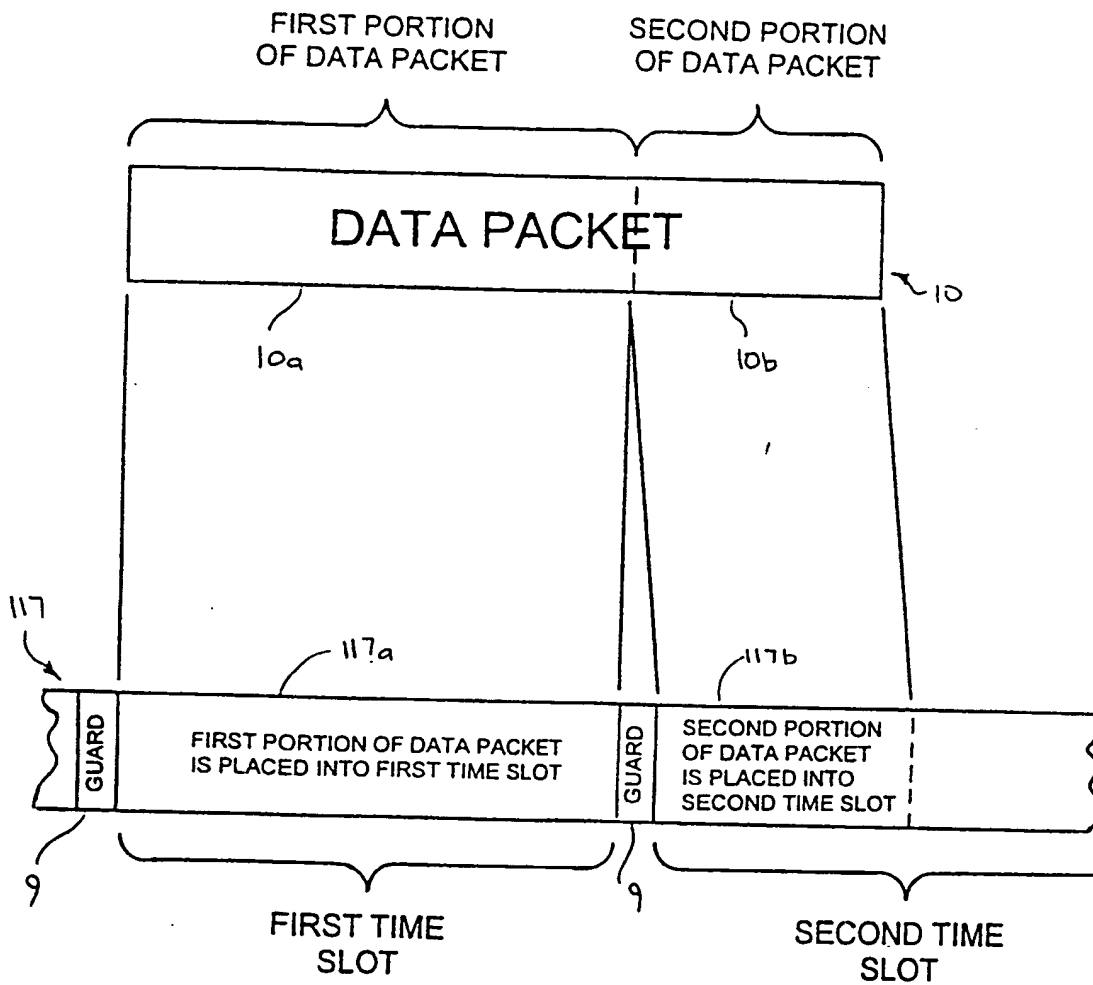 FIRST PORTION
OF DATA PACKET
SECOND PORTION
OF DATA PACKET
DATA PACKET
10
10a
10b
117
117a
117b
GUARD
FIRST PORTION OF DATA PACKET
IS PLACED INTO FIRST TIME SLOT
GUARD
SECOND PORTION
OF DATA PACKET
IS PLACED INTO
SECOND TIME SLOT
9
9
FIRST TIME
SLOT
SECOND TIME
SLOT